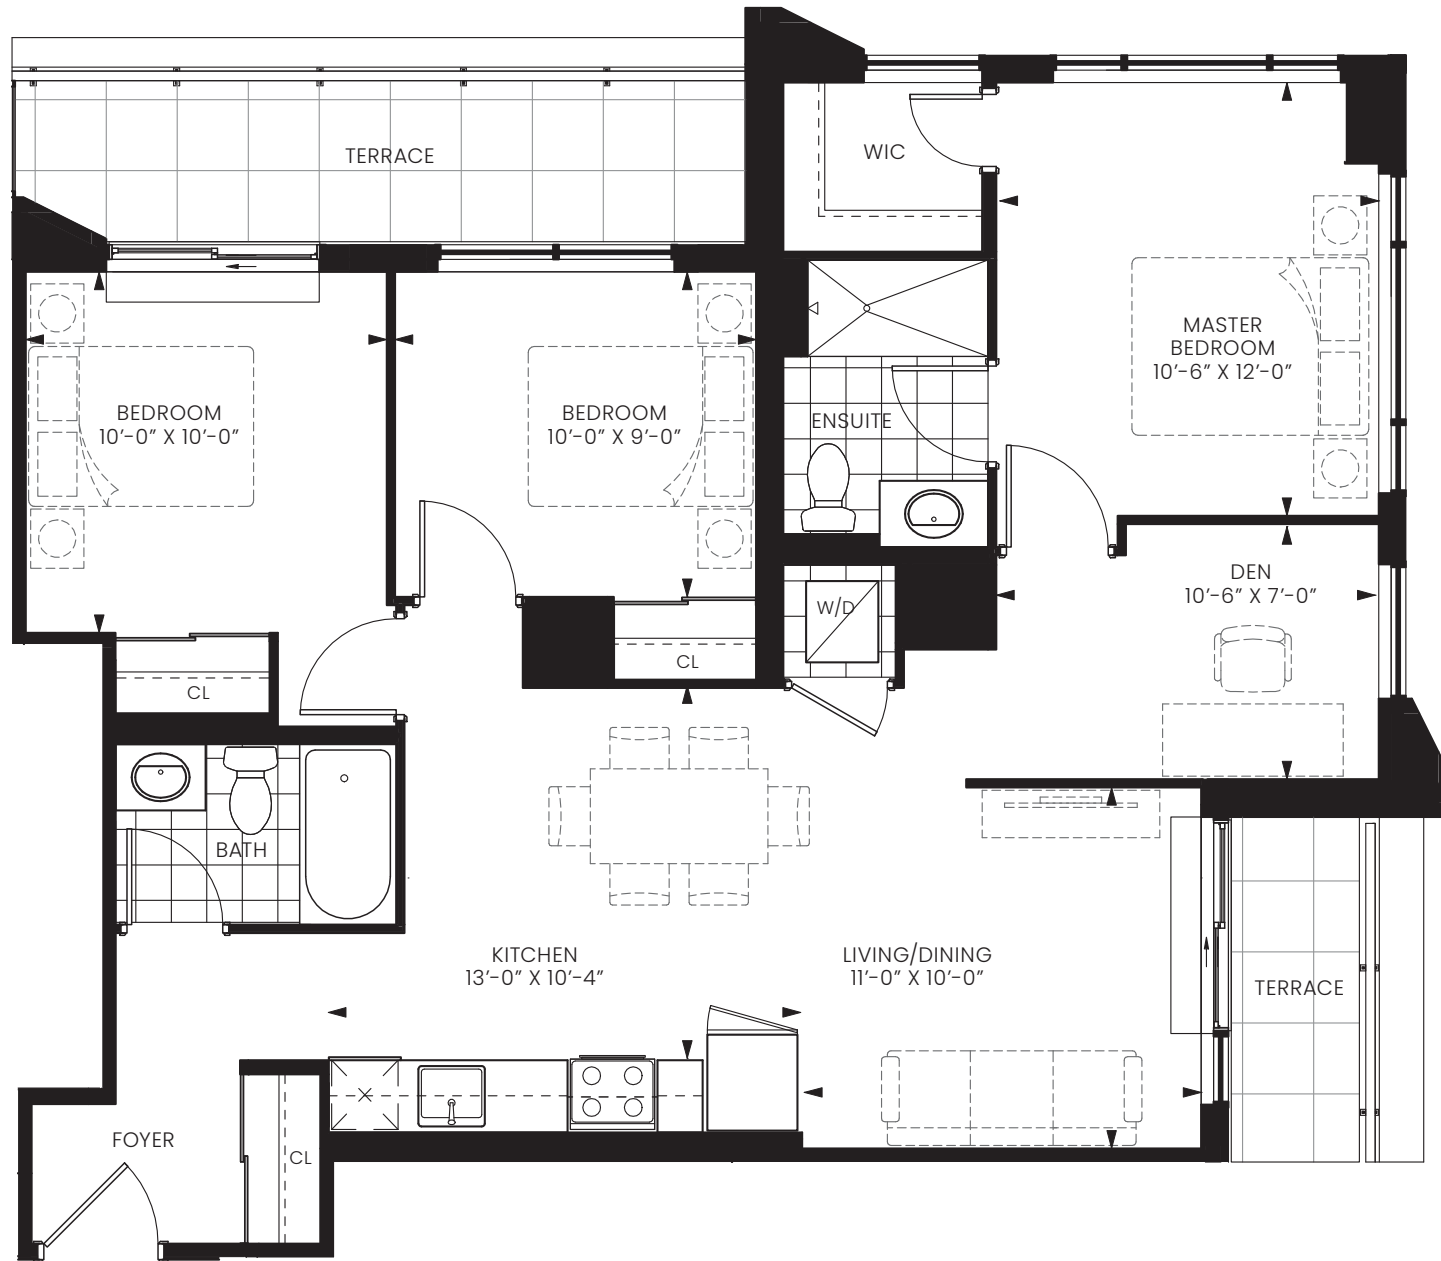 TERRACE
WIC
MASTER
BEDROOM
10’-6” X 12’-0”
BEDROOM
10’-0” X 10’-0”
BEDROOM
10’-0” X 9’-0”
ENSUITE
DEN
10’-6” X 7’-0”
W/D
CL
CL
BATH
KITCHEN
13’-0” X 10’-4”
LIVING/DINING
11’-0” X 10’-0”
TERRACE
FOYER
CL